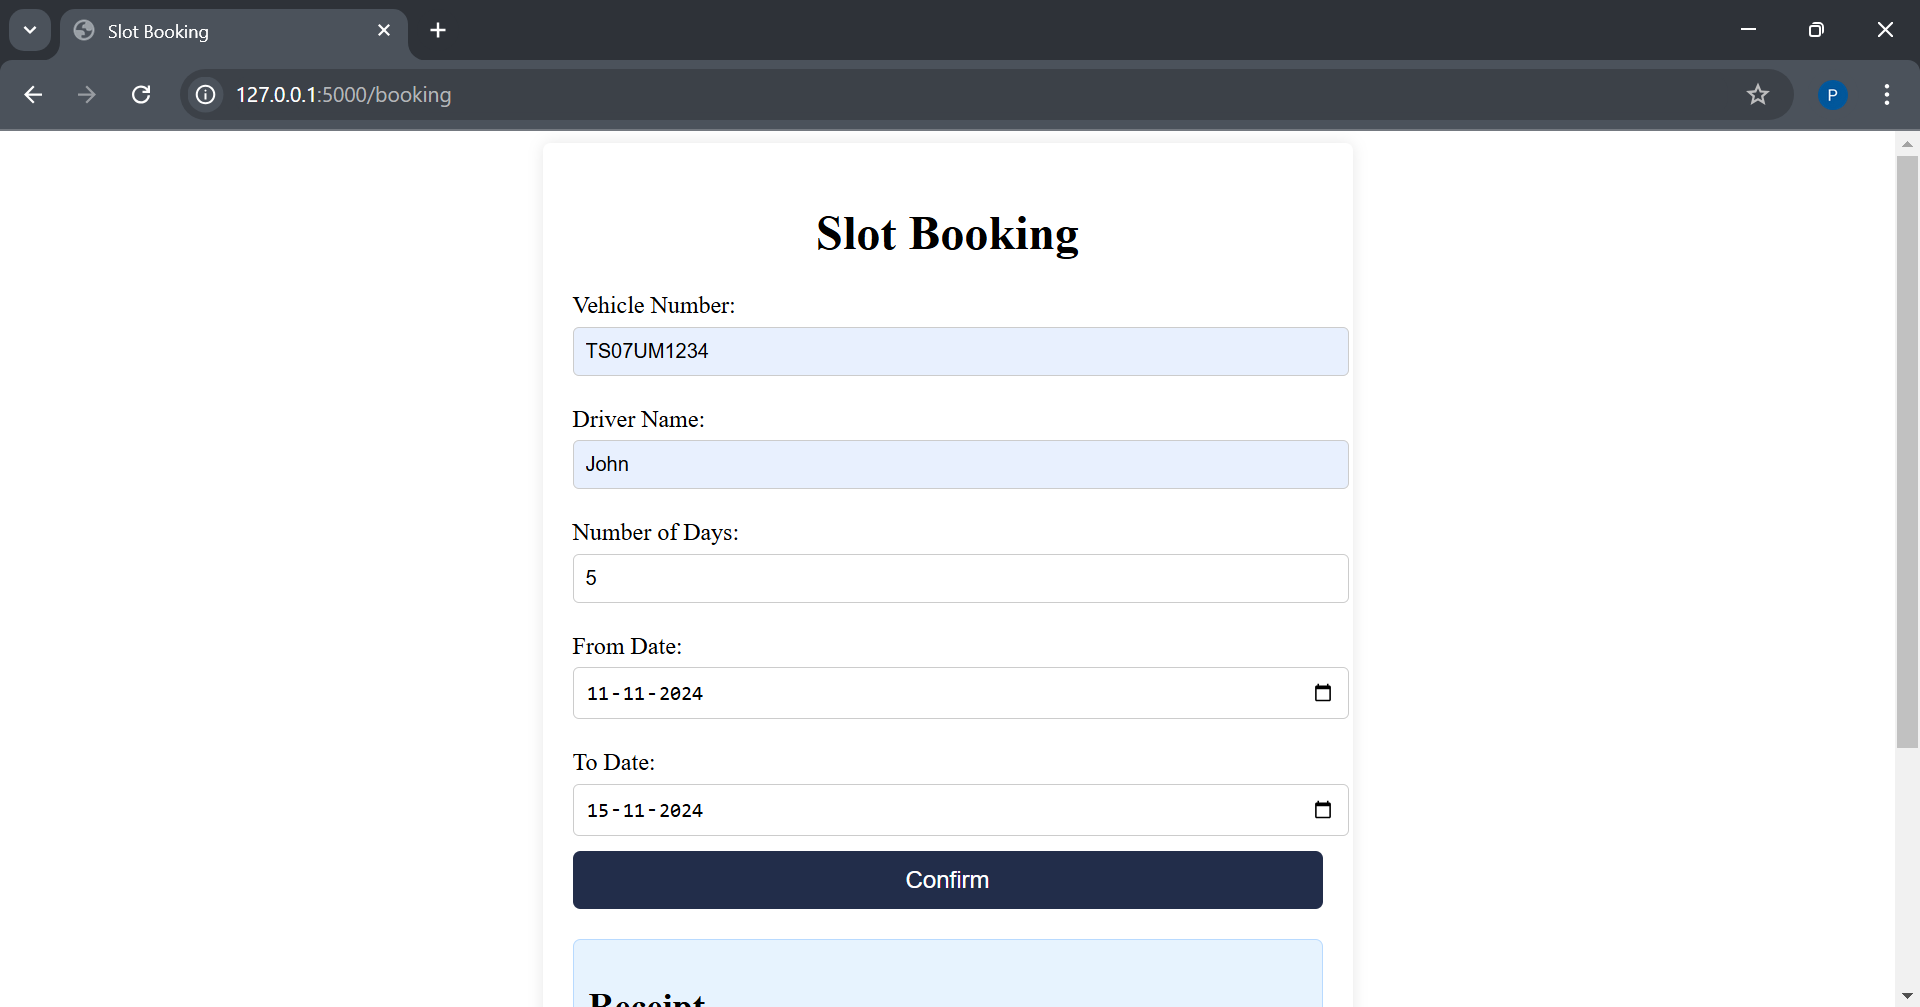 Slot Booking
127.0.0.1:5000/booking
P
Slot Booking
Vehicle Number:
TS07UM1234
Driver Name:
John
Number of Days:
5
From Date:
11-11-2024
To Date:
15-11-2024
Confirm
Receipt